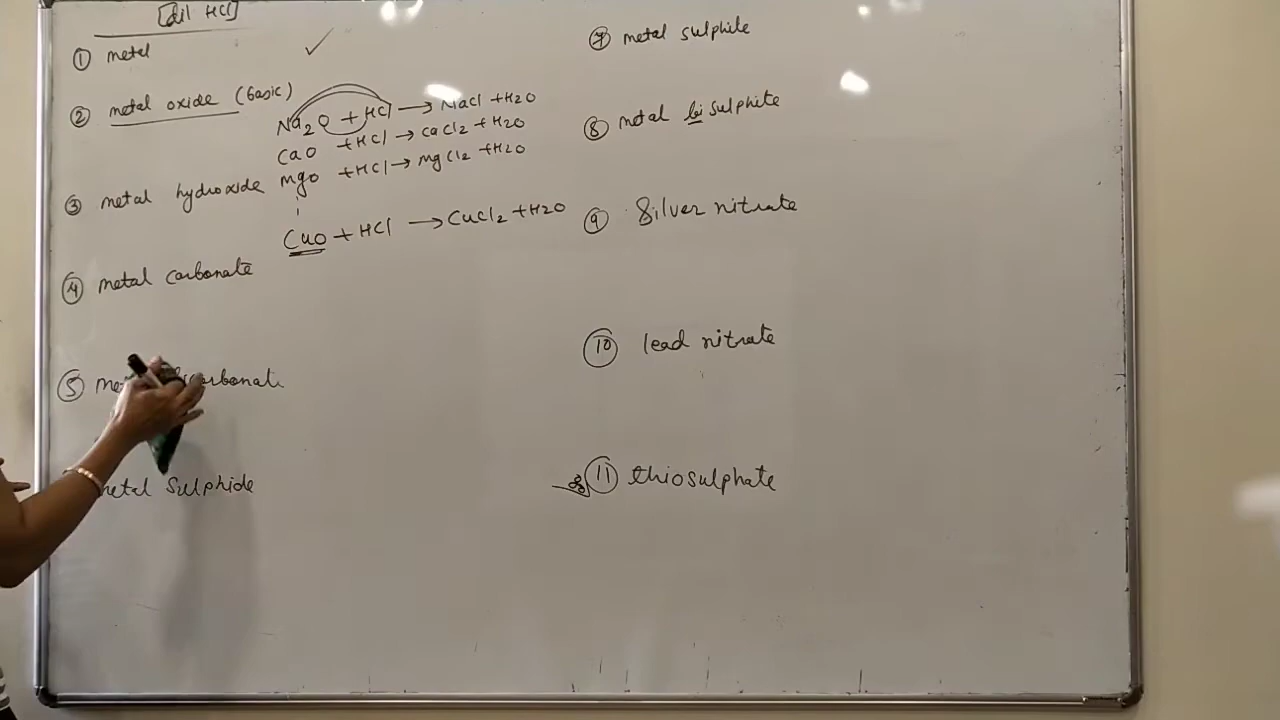 [dil HCl]
① metal
② metal oxide (basic)
Na2O + HCl → NaCl + H2O
CaO + HCl → CaCl2 + H2O
③ metal hydroxide
MgO + HCl → MgCl2 + H2O
CuO + HCl → CuCl2 + H2O
④ metal carbonate
⑤
metal Sulphide
⑦ metal sulphite
⑧ metal bisulphite
⑨ Silver nitrate
⑩ lead nitrate
⑪ thiosulphate